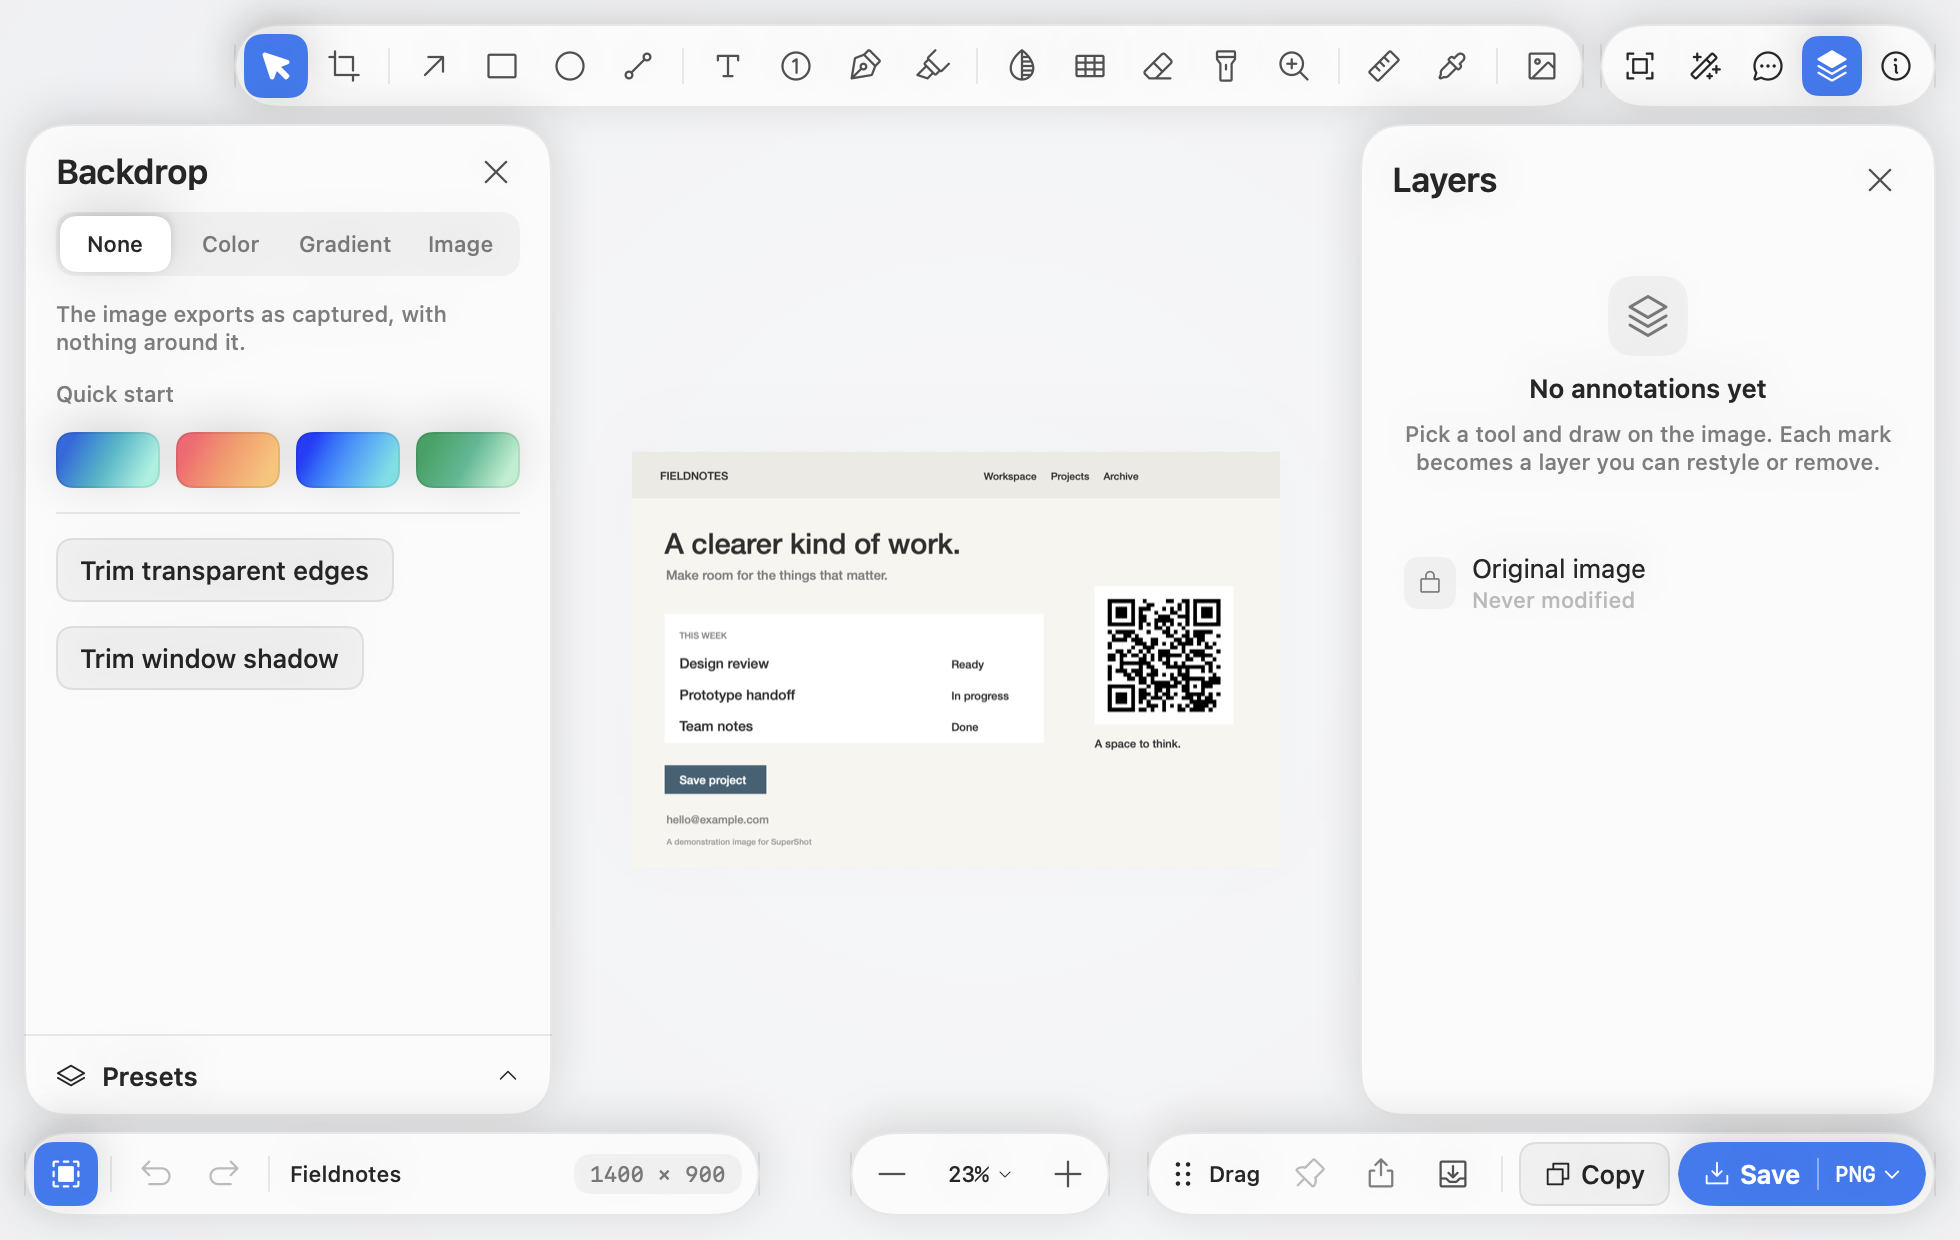 Backdrop
None
Color
Gradient
Image
The image exports as captured, with
nothing around it.
Quick start
Trim transparent edges
Trim window shadow
Presets
FIELDNOTES
Workspace
Projects
Archive
A clearer kind of work.
Make room for the things that matter.
THIS WEEK
Design review
Ready
Prototype handoff
In progress
Team notes
Done
A space to think.
Save project
hello@example.com
A demonstration image for SuperShot
Layers
No annotations yet
Pick a tool and draw on the image. Each mark
becomes a layer you can restyle or remove.
Original image
Never modified
Fieldnotes
1400 × 900
23%
Drag
Copy
Save
PNG